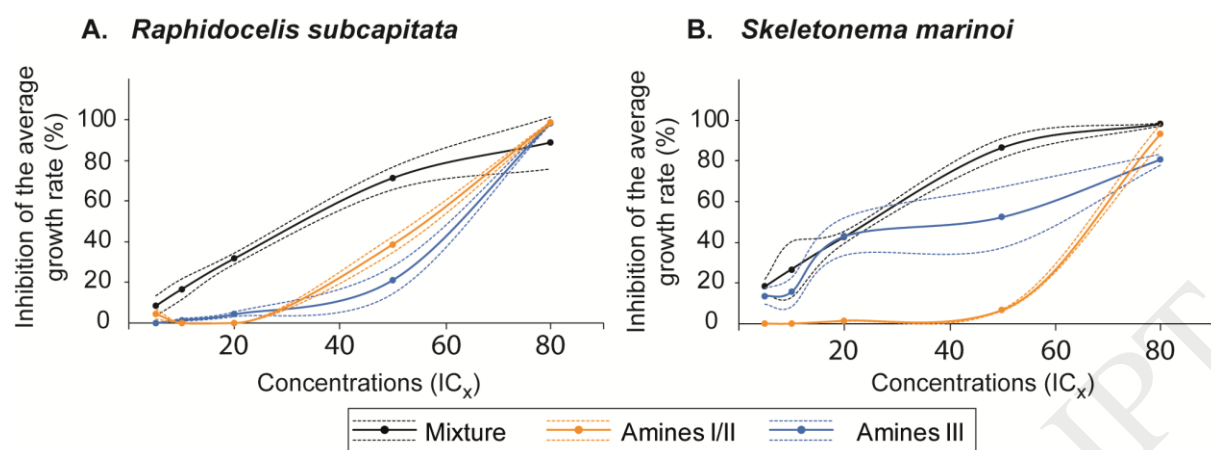 A. Raphidocelis subcapitata
B. Skeletonema marinoi
Inhibition of the average
growth rate (%)
100
80
60
40
20
0
20
40
60
80
Concentrations (ICx)
Inhibition of the average
growth rate (%)
100
80
60
40
20
0
20
40
60
80
Concentrations (ICx)
Mixture
Amines I/II
Amines III
IPT